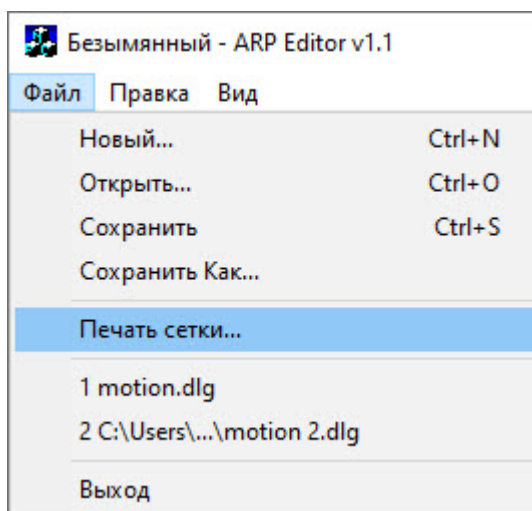 Безымянный - ARP Editor v1.1
Файл Правка Вид
Новый... Ctrl+N
Открыть... Ctrl+O
Сохранить Ctrl+S
Сохранить Как...
Печать сетки...
1 motion.dlg
2 C:\Users\...\motion 2.dlg
Выход